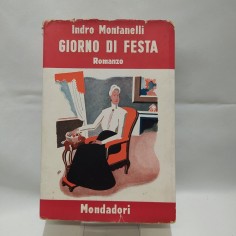 Indro Montanelli
GIORNO DI FESTA
Romanzo
Mondadori